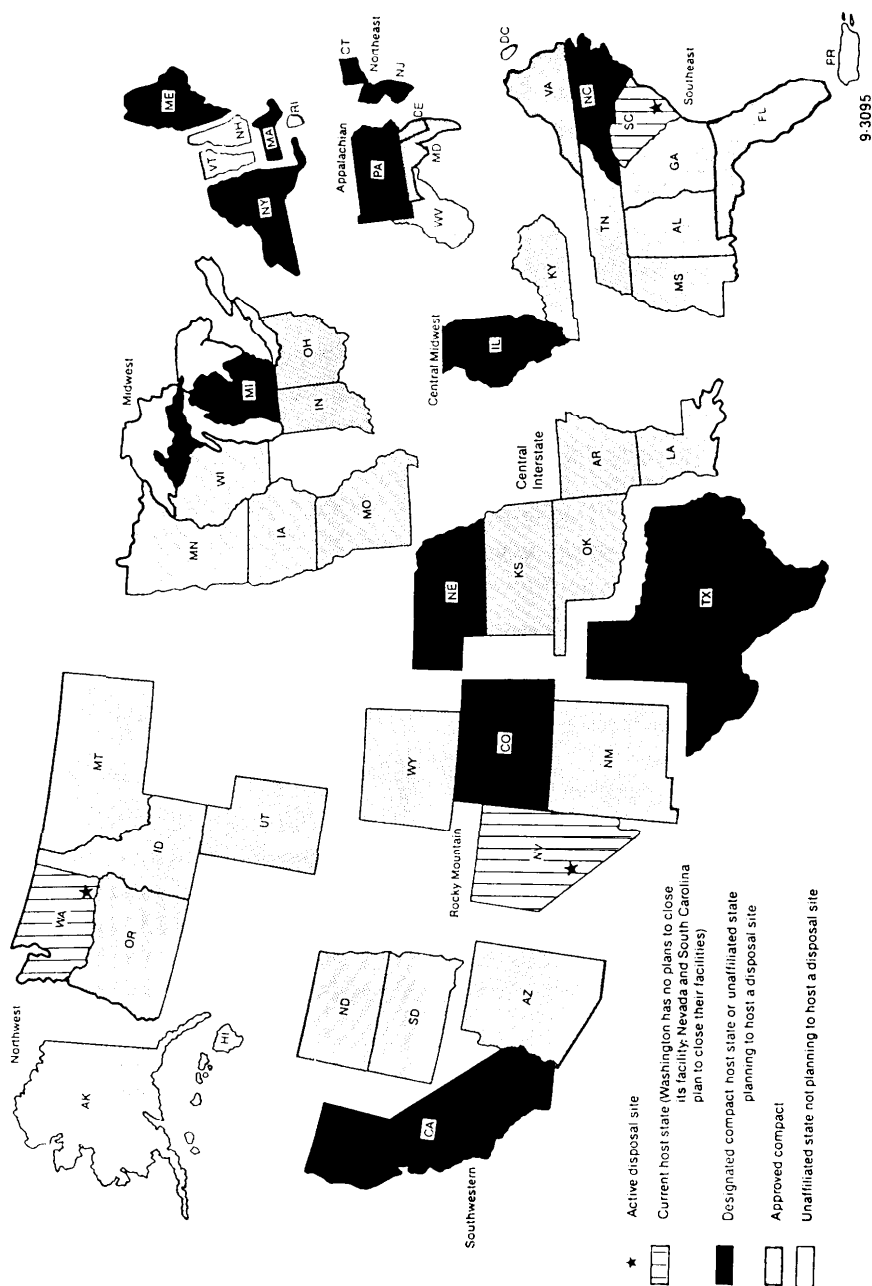 Northwest
AK
HI
WA
OR
ID
MT
UT
Southwestern
CA
ND
SD
AZ
Rocky Mountain
NV
WY
CO
NM
Midwest
MN
WI
IA
MO
MI
IN
OH
Central
Interstate
NE
KS
OK
AR
LA
TX
Central Midwest
IL
KY
NY
VT
NH
ME
MA
RI
Appalachian
PA
WV
MD
CE
Northeast
CT
NJ
Southeast
DC
VA
NC
SC
TN
GA
AL
MS
FL
PR
Active disposal site
Current host state (Washington has no plans to close
its facility; Nevada and South Carolina
plan to close their facilities)
Designated compact host state or unaffiliated state
planning to host a disposal site
Approved compact
Unaffiliated state not planning to host a disposal site
9-3095